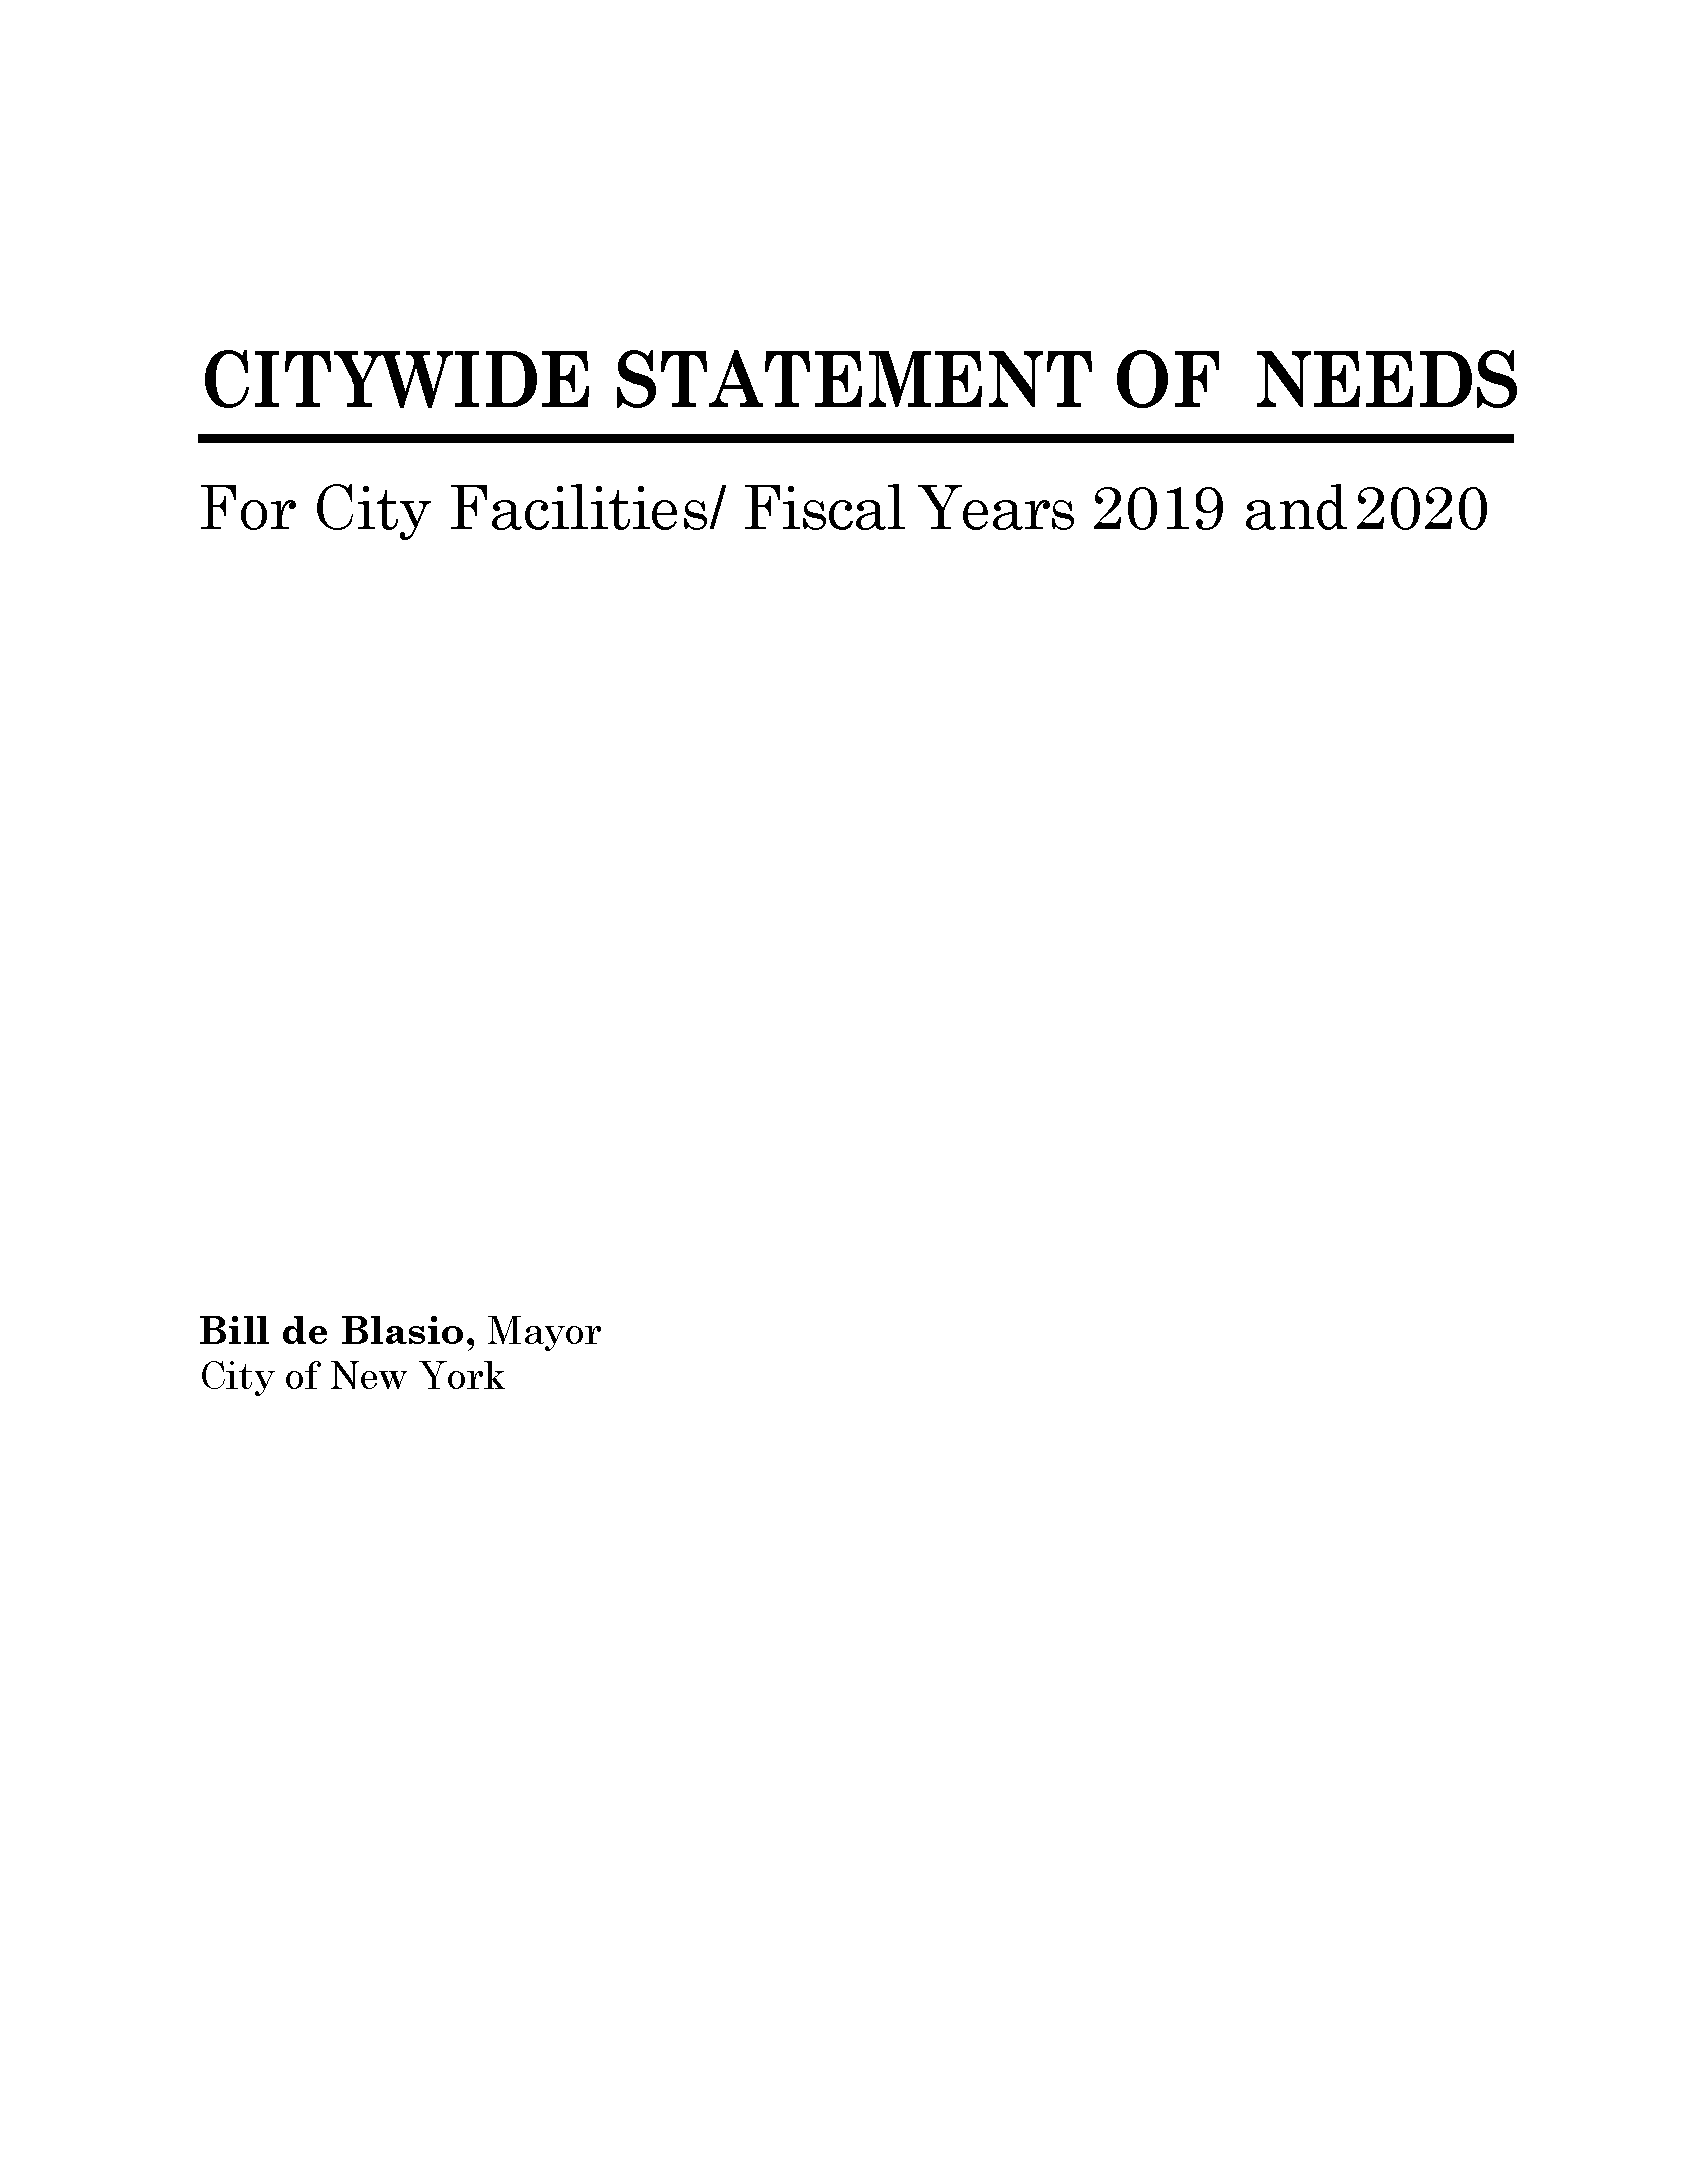 CITYWIDE STATEMENT OF NEEDS
For City Facilities/ Fiscal Years 2019 and 2020
Bill de Blasio, Mayor
City of New York